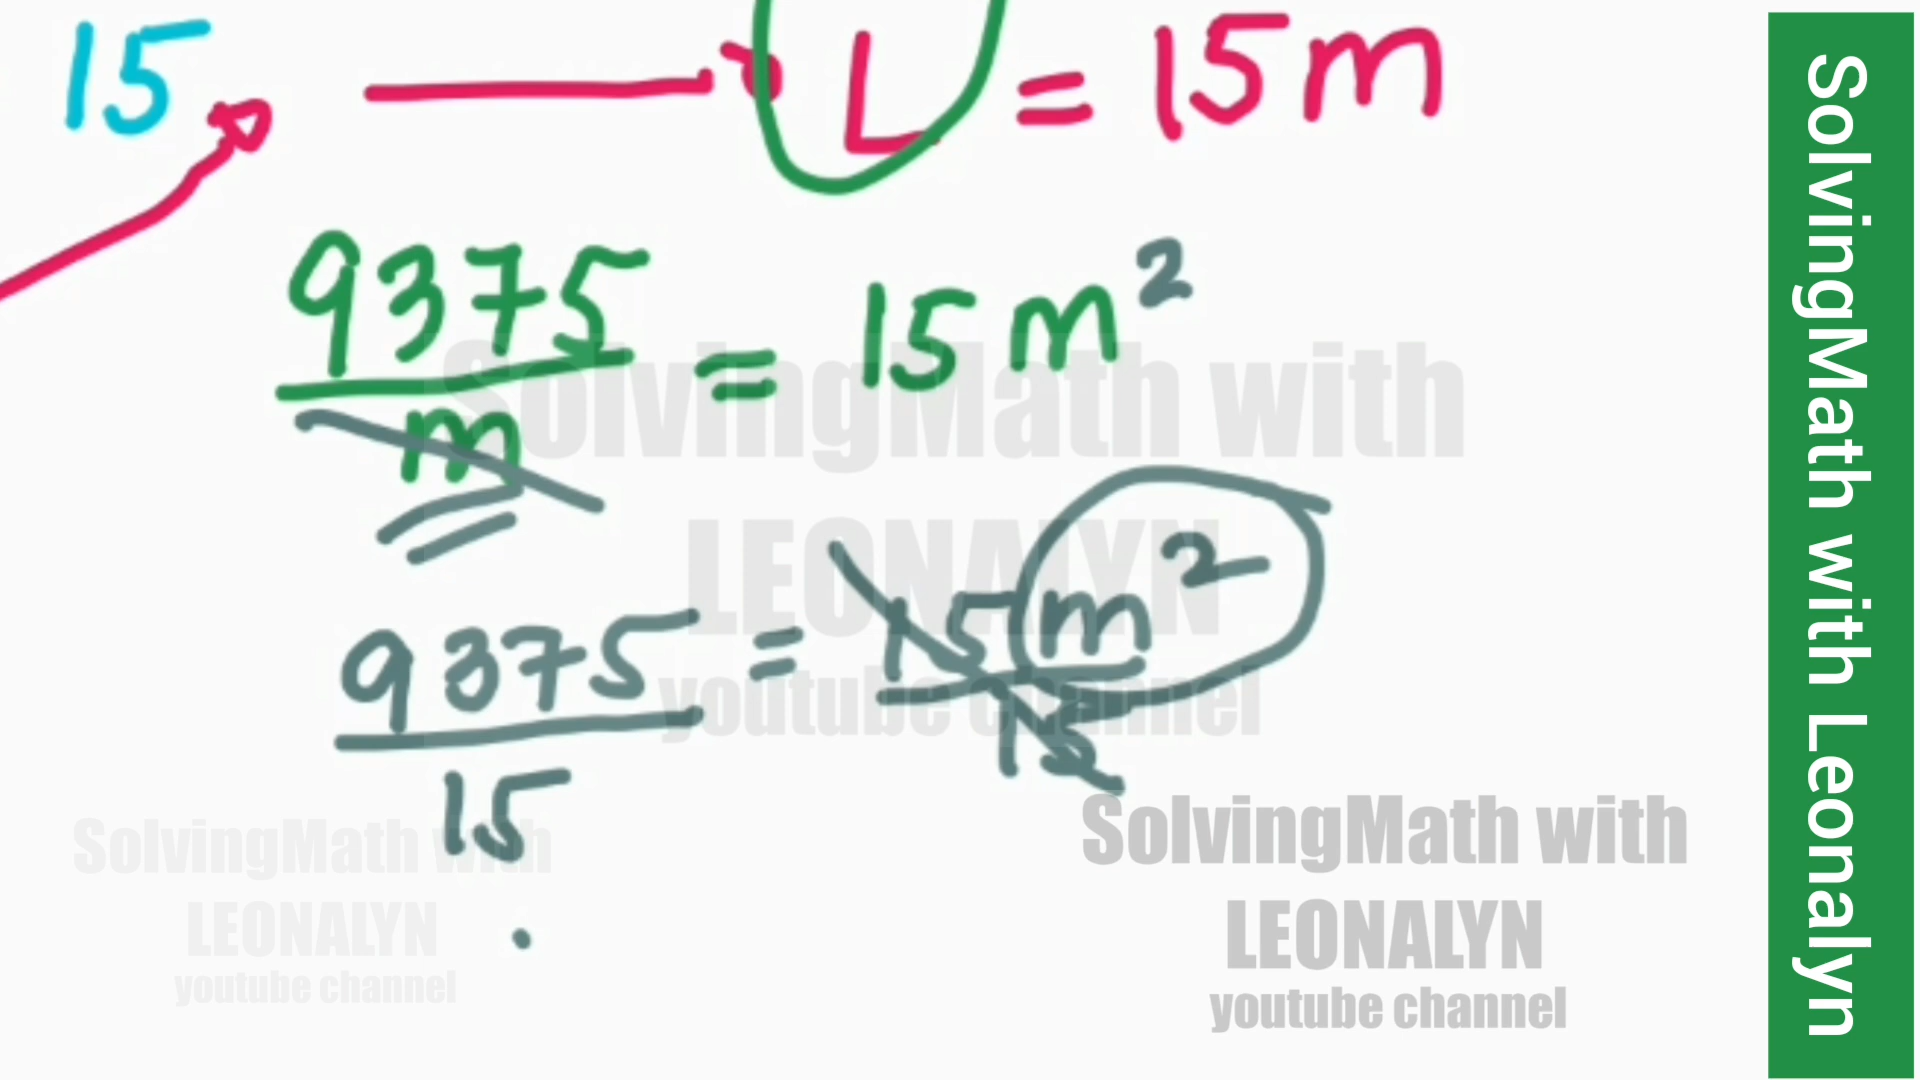 15 L = 15m
9375 = 15m²
m
9375 = 15m²
15 15
SolvingMath with
LEONALYN
youtube channel
SolvingMath with
LEONALYN
youtube channel
SolvingMath with
LEONALYN
youtube channel
SolvingMath with Leonalyn